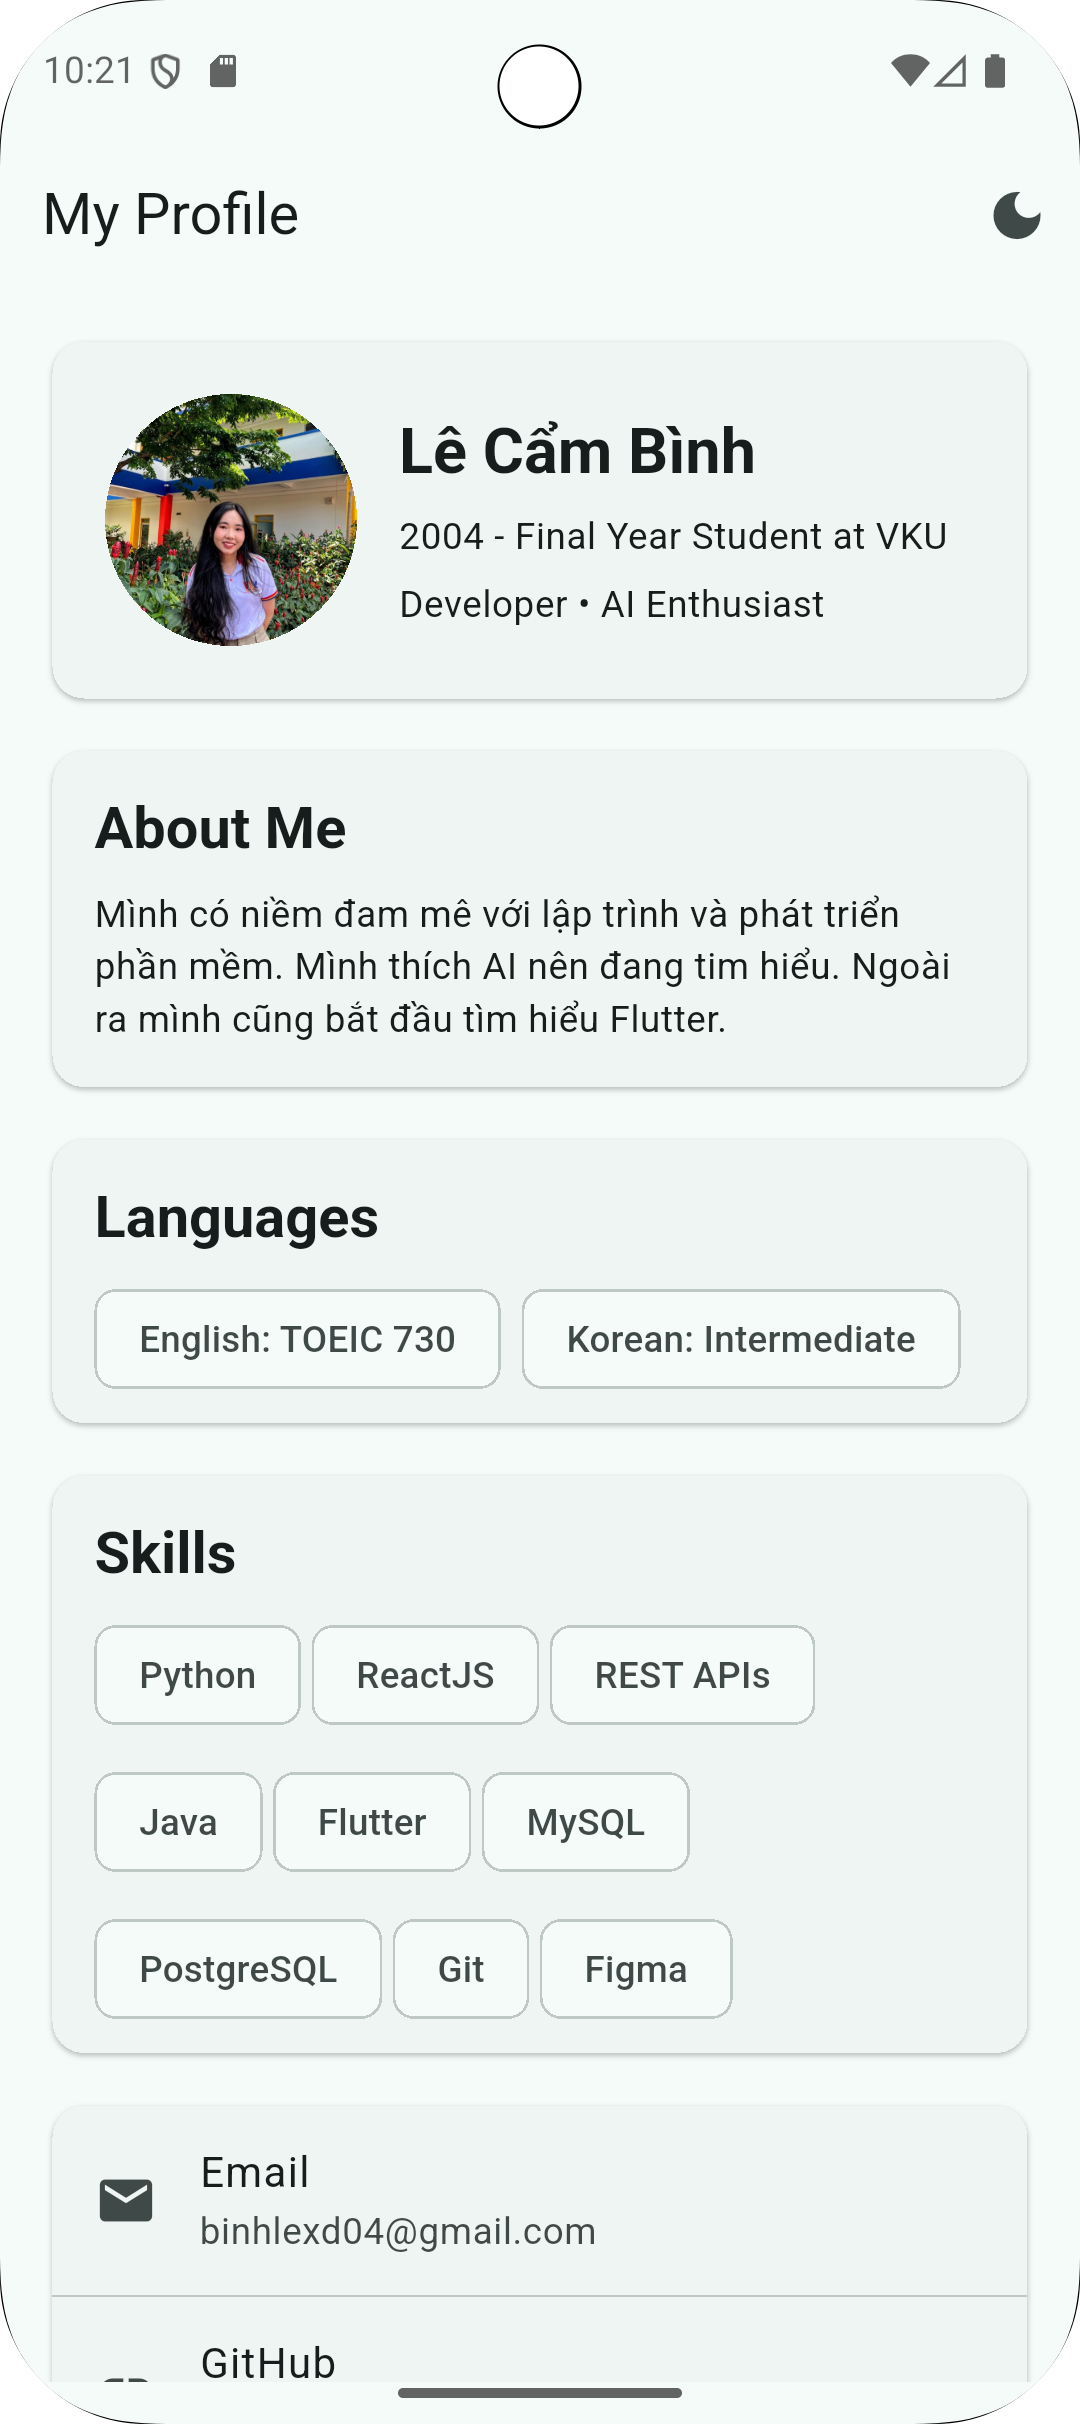 10:21
My Profile
Lê Cẩm Bình
2004 - Final Year Student at VKU
Developer • AI Enthusiast
About Me
Mình có niềm đam mê với lập trình và phát triển
phần mềm. Mình thích AI nên đang tim hiểu. Ngoài
ra mình cũng bắt đầu tìm hiểu Flutter.
Languages
English: TOEIC 730
Korean: Intermediate
Skills
Python
ReactJS
REST APIs
Java
Flutter
MySQL
PostgreSQL
Git
Figma
Email
binhlexd04@gmail.com
GitHub